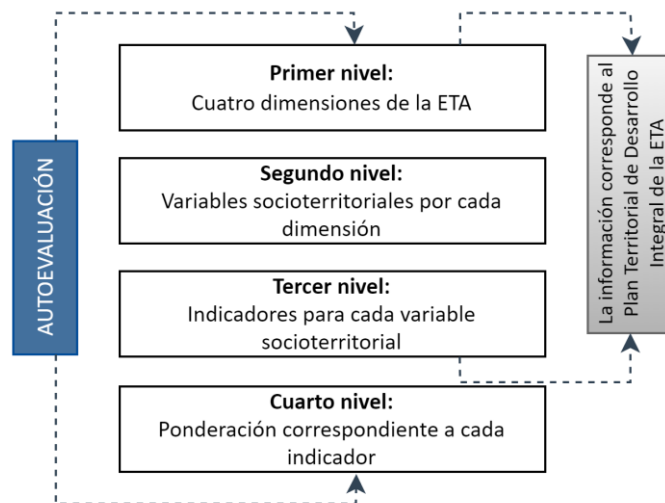 AUTOEVALUACIÓN
Primer nivel:
Cuatro dimensiones de la ETA
Segundo nivel:
Variables socioterritoriales por cada
dimensión
Tercer nivel:
Indicadores para cada variable
socioterritorial
Cuarto nivel:
Ponderación correspondiente a cada
indicador
La información corresponde al
Plan Territorial de Desarrollo
Integral de la ETA